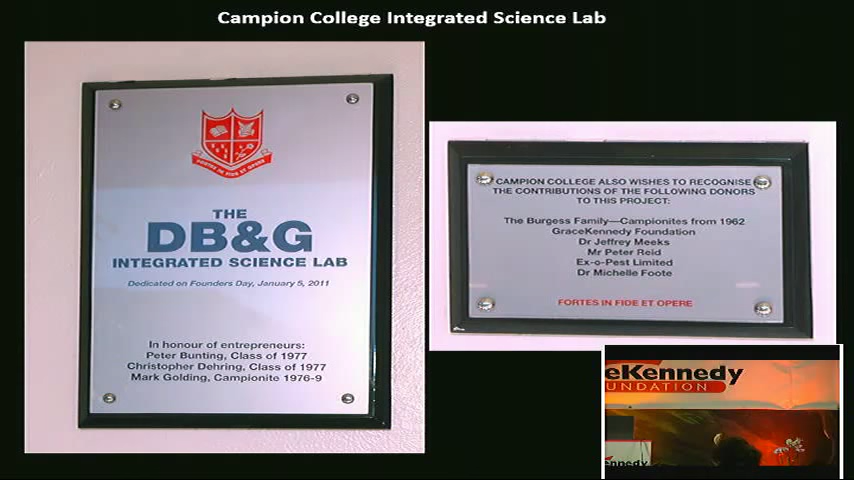 Campion College Integrated Science Lab
FORTES IN FIDE ET OPERE
THE
DB&G
INTEGRATED SCIENCE LAB
Dedicated on Founders Day, January 5, 2011
In honour of entrepreneurs:
Peter Bunting, Class of 1977
Christopher Dehring, Class of 1977
Mark Golding, Campionite 1976-9
CAMPION COLLEGE ALSO WISHES TO RECOGNISE
THE CONTRIBUTIONS OF THE FOLLOWING DONORS
TO THIS PROJECT:
The Burgess Family—Campionites from 1962
GraceKennedy Foundation
Dr Jeffrey Meeks
Mr Peter Reid
Ex-o-Pest Limited
Dr Michelle Foote
FORTES IN FIDE ET OPERE
eKennedy
UNDATION
kennedy